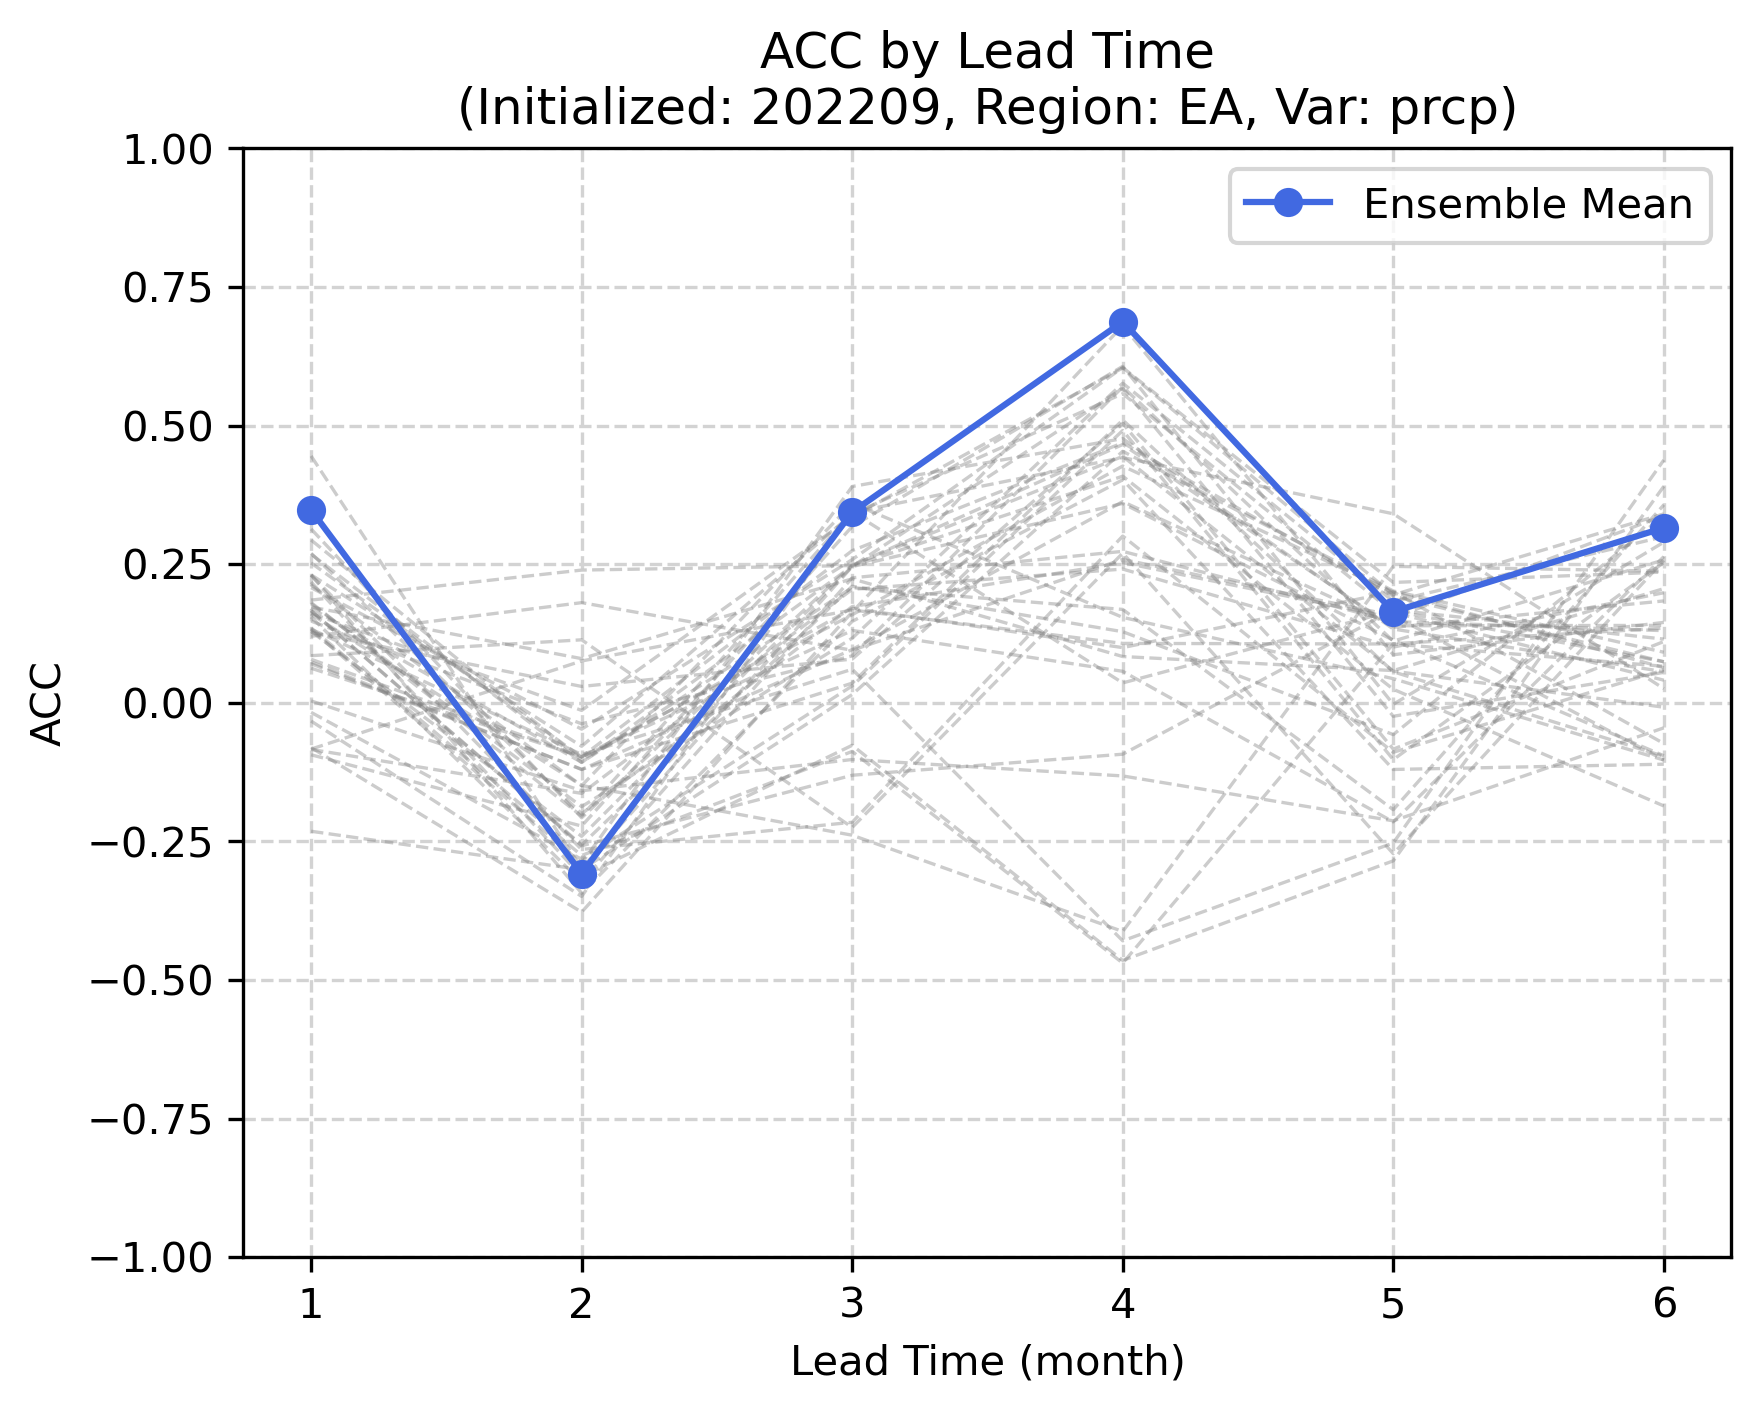 ACC by Lead Time
(Initialized: 202209, Region: EA, Var: prcp)
Ensemble Mean
1.00
0.75
0.50
0.25
0.00
−0.25
−0.50
−0.75
−1.00
ACC
1 2 3 4 5 6
Lead Time (month)